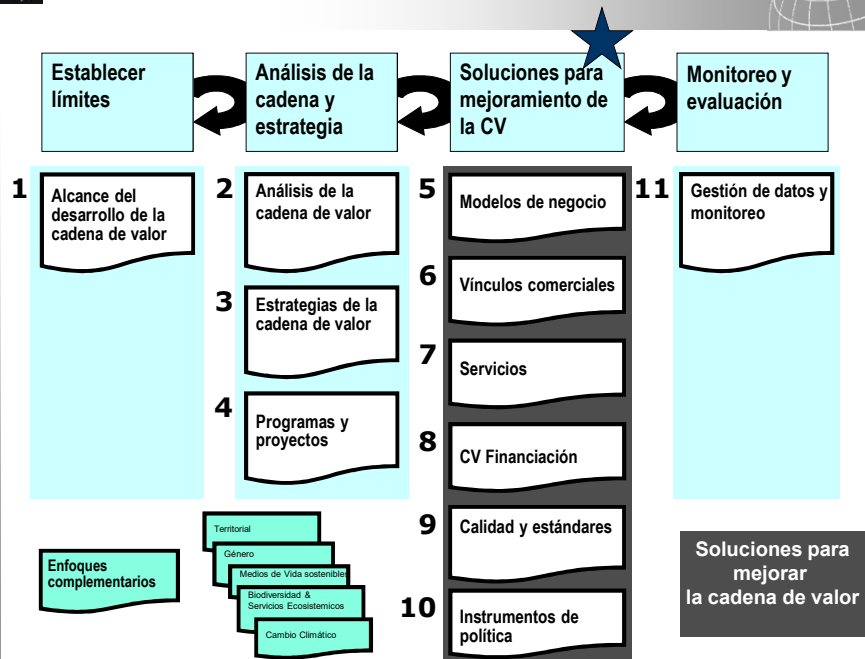 Establecer
límites
Análisis de la
cadena y
estrategia
Soluciones para
mejoramiento de
la CV
Monitoreo y
evaluación
1
Alcance del
desarrollo de la
cadena de valor
2
Análisis de la
cadena de valor
3
Estrategias de la
cadena de valor
4
Programas y
proyectos
5
Modelos de negocio
6
Vínculos comerciales
7
Servicios
8
CV Financiación
9
Calidad y estándares
10
Instrumentos de
política
11
Gestión de datos y
monitoreo
Enfoques
complementarios
Territorial
Género
Medios de Vida sostenibles
Biodiversidad &
Servicios Ecosistemicos
Cambio Climático
Soluciones para
mejorar
la cadena de valor